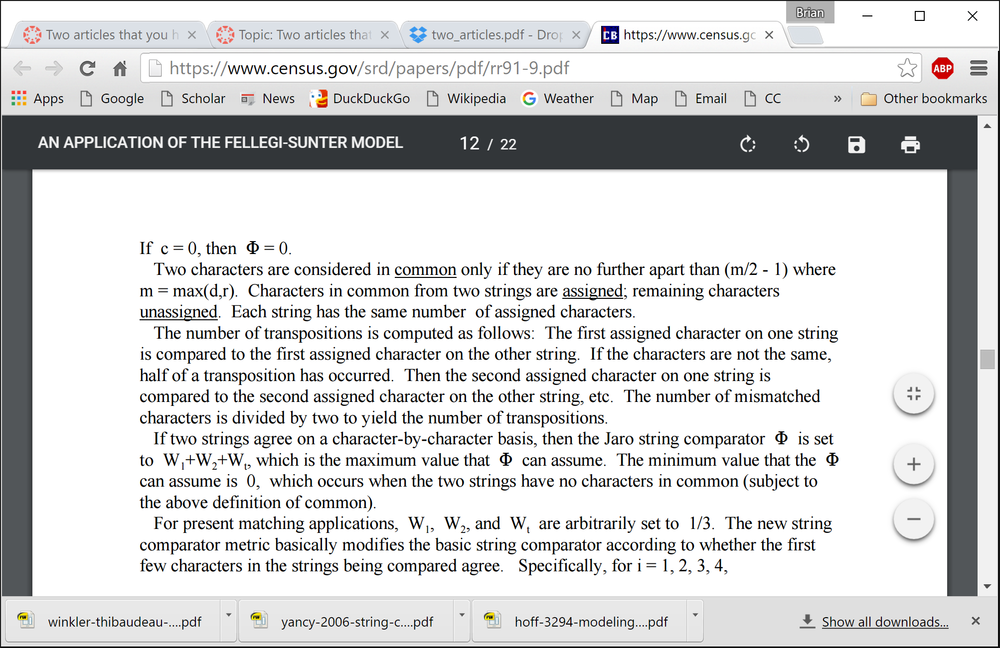 Brian
Two articles that you h
Topic: Two articles that
two_articles.pdf - Drop
https://www.census.gc
https://www.census.gov/srd/papers/pdf/rr91-9.pdf
ABP
Apps Google Scholar News DuckDuckGo Wikipedia Weather Map Email CC » Other bookmarks
AN APPLICATION OF THE FELLEGI-SUNTER MODEL 12 / 22
If c = 0, then Φ = 0.
Two characters are considered in common only if they are no further apart than (m/2 - 1) where
m = max(d,r). Characters in common from two strings are assigned; remaining characters
unassigned. Each string has the same number of assigned characters.
The number of transpositions is computed as follows: The first assigned character on one string
is compared to the first assigned character on the other string. If the characters are not the same,
half of a transposition has occurred. Then the second assigned character on one string is
compared to the second assigned character on the other string, etc. The number of mismatched
characters is divided by two to yield the number of transpositions.
If two strings agree on a character-by-character basis, then the Jaro string comparator Φ is set
to W₁+W₂+Wₜ, which is the maximum value that Φ can assume. The minimum value that the Φ
can assume is 0, which occurs when the two strings have no characters in common (subject to
the above definition of common).
For present matching applications, W₁, W₂, and Wₜ are arbitrarily set to 1/3. The new string
comparator metric basically modifies the basic string comparator according to whether the first
few characters in the strings being compared agree. Specifically, for i = 1, 2, 3, 4,
winkler-thibaudeau-....pdf
yancy-2006-string-c....pdf
hoff-3294-modeling....pdf
Show all downloads...